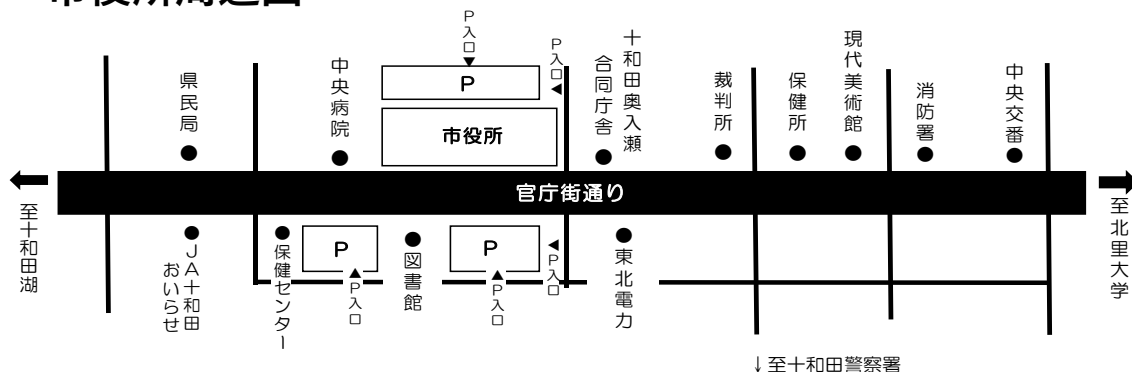 市役所周辺図
P入口
P入口
P
市役所
県民局
中央病院
十和田奥入瀬
合同庁舎
裁判所
保健所
現代美術館
消防署
中央交番
官庁街通り
至十和田湖
至北里大学
JA十和田
おいらせ
保健センター
P
P入口
図書館
P
P入口
P入口
東北電力
↓至十和田警察署